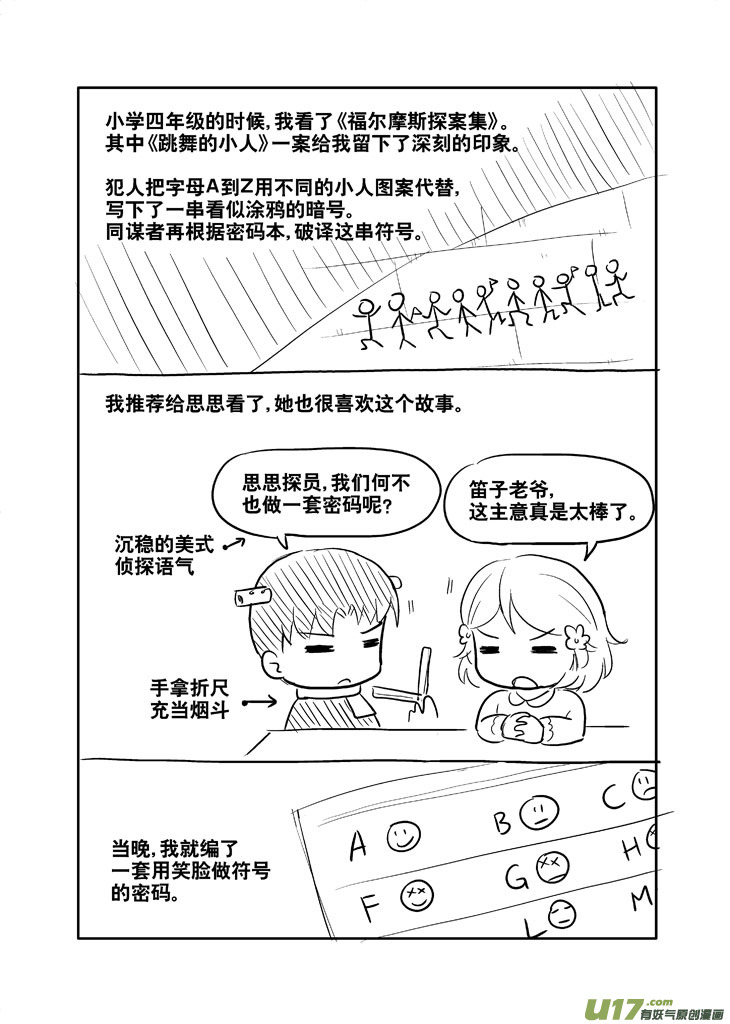 小学四年级的时候，我看了《福尔摩斯探案集》。
其中《跳舞的小人》一案给我留下了深刻的印象。
犯人把字母A到Z用不同的小人图案代替，
写下了一串看似涂鸦的暗号。
同谋者再根据密码本，破译这串符号。
我推荐给思思看了，她也很喜欢这个故事。
思思探员，我们何不
也做一套密码呢？
笛子老爷，
这主意真是太棒了。
沉稳的美式
侦探语气
手拿折尺
充当烟斗
当晚，我就编了
一套用笑脸做符号
的密码。
A B C
F G H
L M
U17.com
有妖气原创漫画